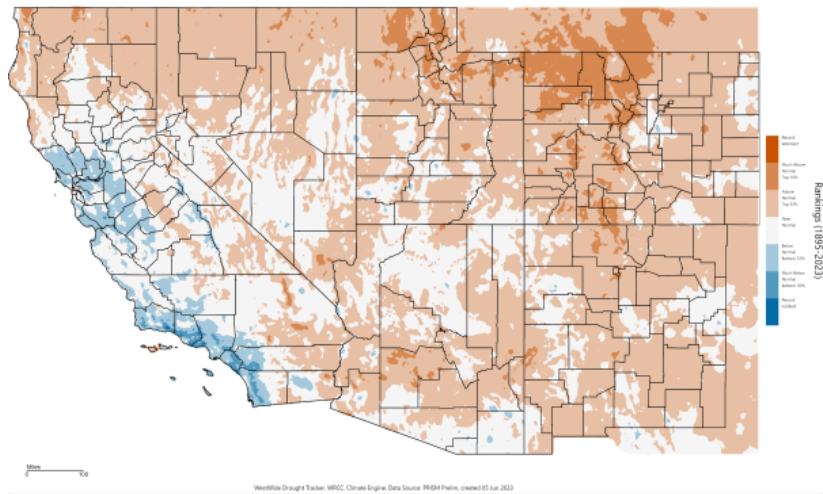 Record
Warmest
Much Above
Normal
Top 10%
Above
Normal
Top 33%
Near
Normal
Below
Normal
Bottom 33%
Much Below
Normal
Bottom 10%
Record
Coldest
Rankings (1895-2023)
Miles
0 100
WestWide Drought Tracker, WRCC, Climate Engine, Data Source: PRISM Prelim, created 05 Jun 2023